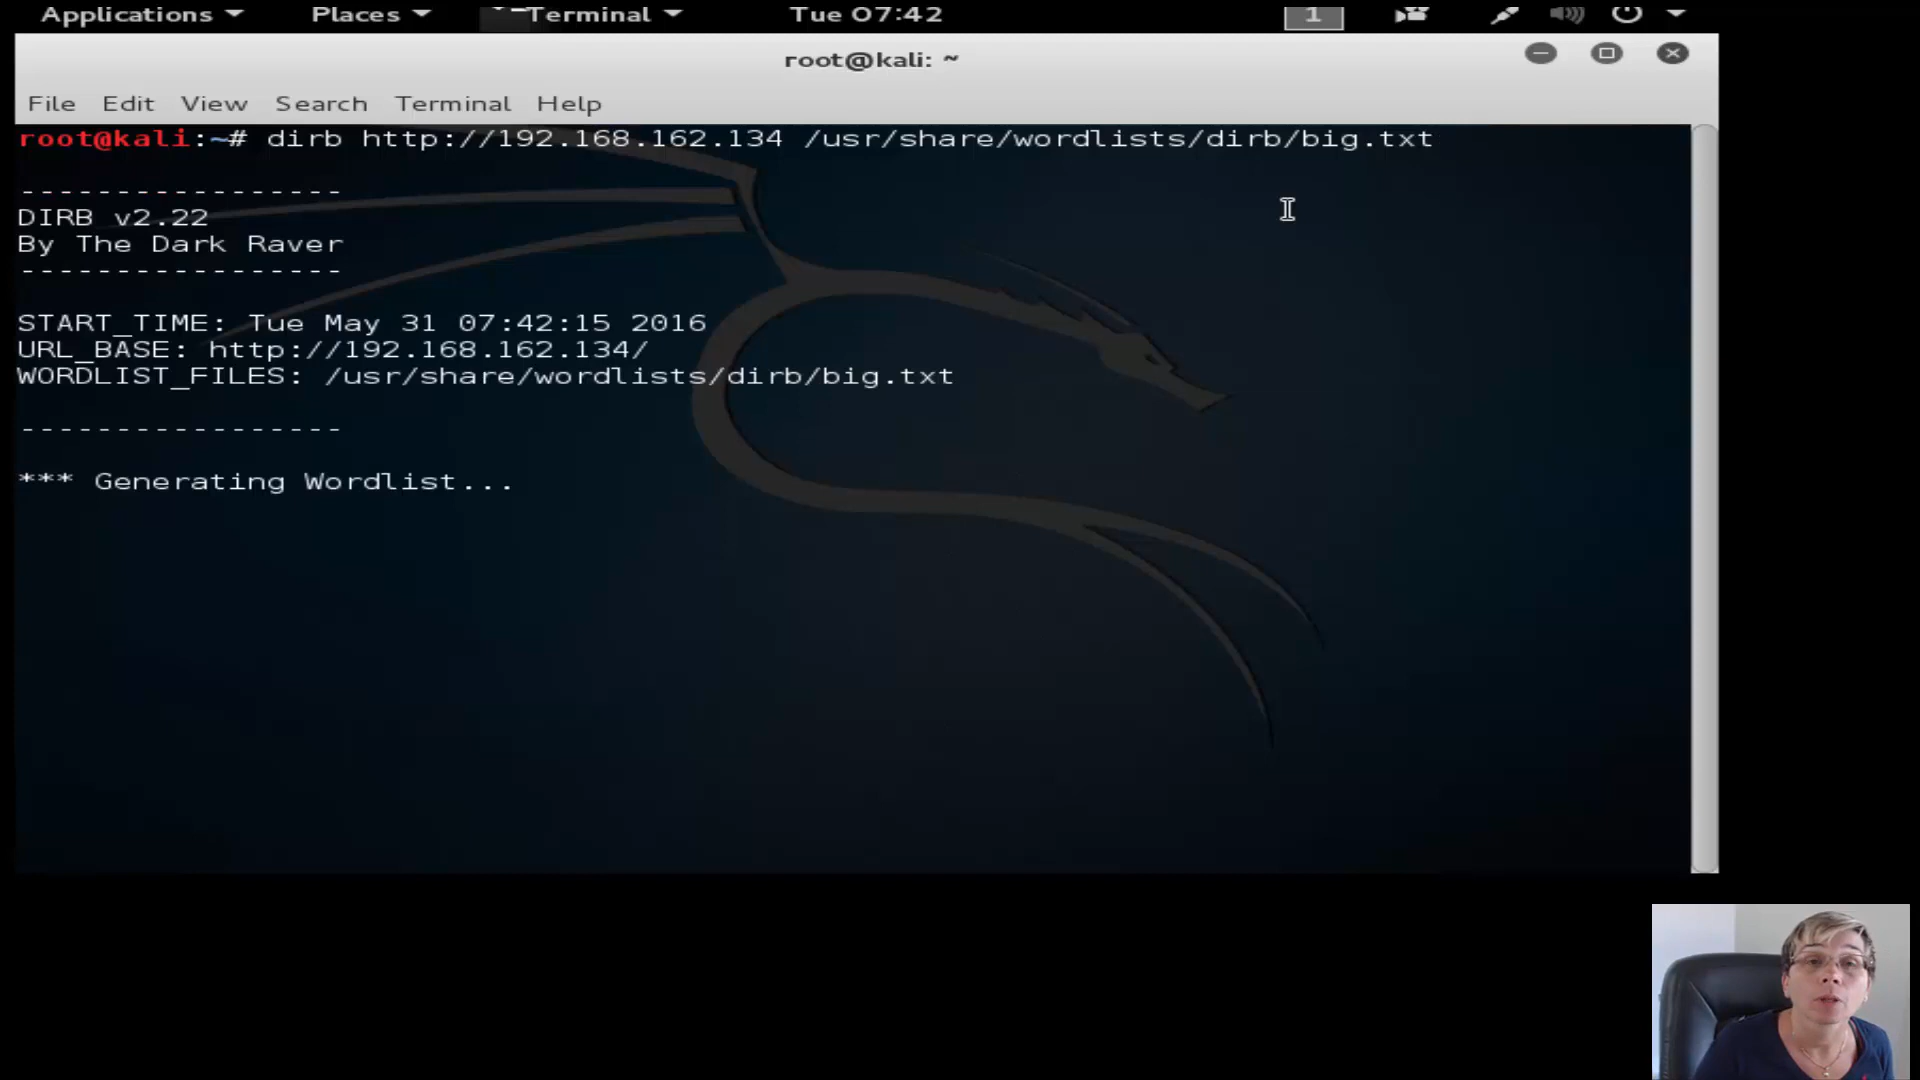 Applications Places Terminal Tue 07:42 1
root@kali: ~
File Edit View Search Terminal Help
root@kali:~# dirb http://192.168.162.134 /usr/share/wordlists/dirb/big.txt
-----------------
DIRB v2.22
By The Dark Raver
-----------------
START_TIME: Tue May 31 07:42:15 2016
URL_BASE: http://192.168.162.134/
WORDLIST_FILES: /usr/share/wordlists/dirb/big.txt
-----------------
*** Generating Wordlist...